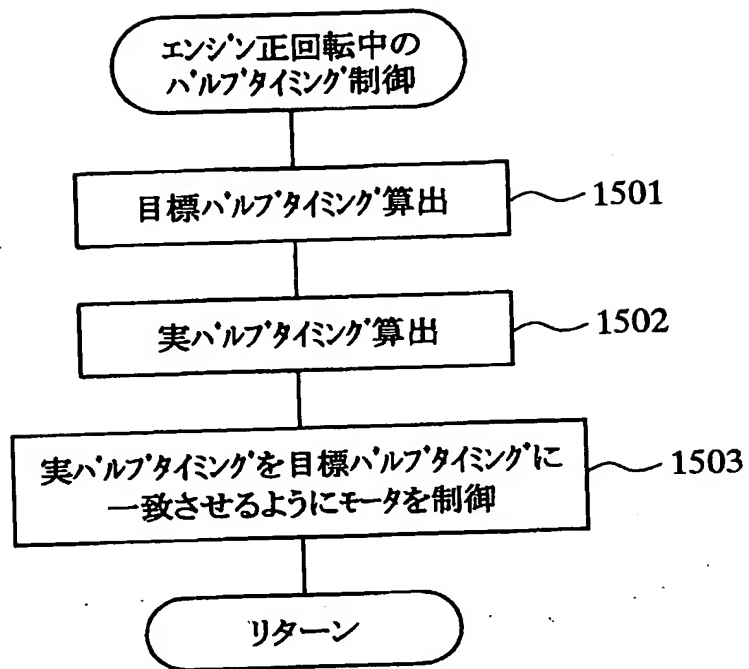 エンジン正回転中の
バルブタイミング制御
目標バルブタイミング算出
1501
実バルブタイミング算出
1502
実バルブタイミングを目標バルブタイミングに
一致させるようにモータを制御
1503
リターン